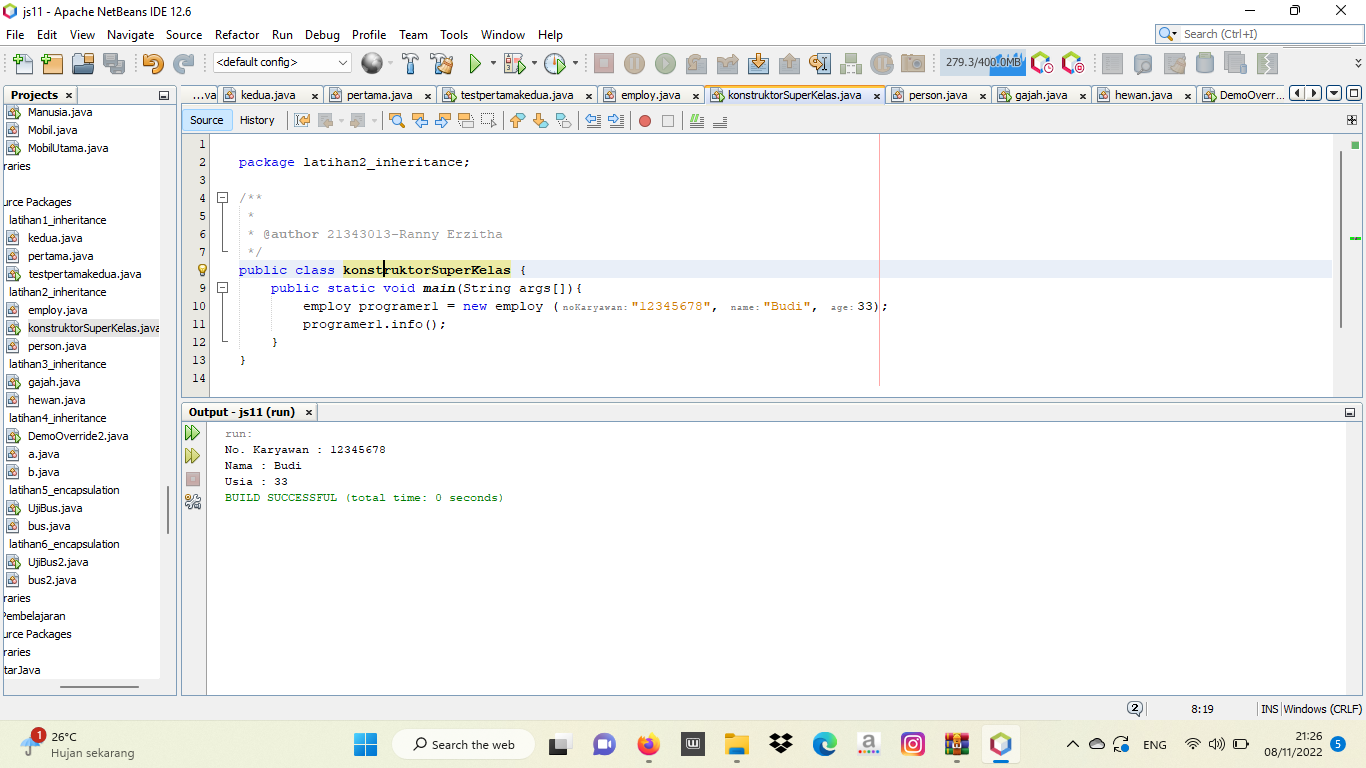 js11 - Apache NetBeans IDE 12.6
File Edit View Navigate Source Refactor Run Debug Profile Team Tools Window Help
Search (Ctrl+I)
<default config>
279.3/400.0MB
Projects
...va kedua.java pertama.java testpertamakedua.java employ.java konstruktorSuperKelas.java person.java gajah.java hewan.java DemoOverr...
Source History
Manusia.java
Mobil.java
MobilUtama.java
raries
urce Packages
latihan1_inheritance
kedua.java
pertama.java
testpertamakedua.java
latihan2_inheritance
employ.java
konstruktorSuperKelas.java
person.java
latihan3_inheritance
gajah.java
hewan.java
latihan4_inheritance
DemoOverride2.java
a.java
b.java
latihan5_encapsulation
UjiBus.java
bus.java
latihan6_encapsulation
UjiBus2.java
bus2.java
raries
Pembelajaran
urce Packages
raries
tarJava
1
2 package latihan2_inheritance;
3
4 /**
5 *
6 * @author 21343013-Ranny Erzitha
7 */
public class konstruktorSuperKelas {
9 public static void main(String args[]){
10 employ programer1 = new employ (noKaryawan: "12345678", name: "Budi", age: 33);
11 programer1.info();
12 }
13 }
14
Output - js11 (run)
run:
No. Karyawan : 12345678
Nama : Budi
Usia : 33
BUILD SUCCESSFUL (total time: 0 seconds)
2 8:19 INS Windows (CRLF)
1
26°C
Hujan sekarang
Search the web
ENG
21:26
08/11/2022
5